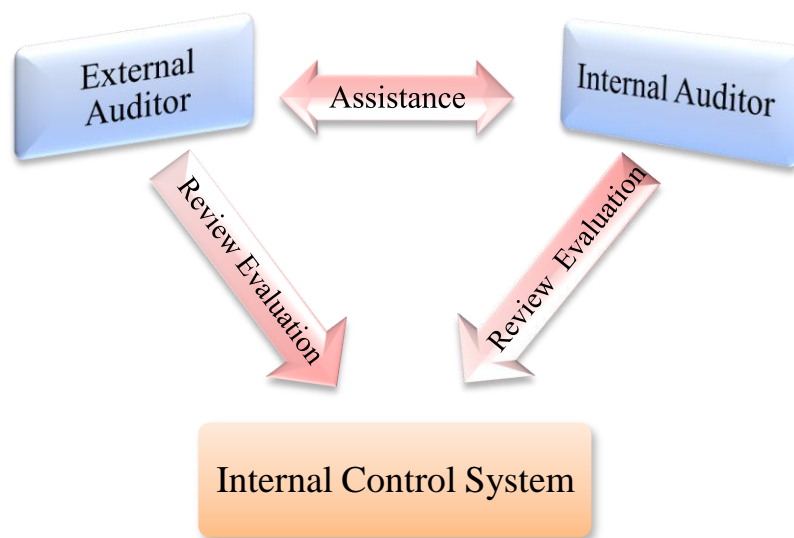 External
Auditor
Assistance
Internal Auditor
Review Evaluation
Review Evaluation
Internal Control System